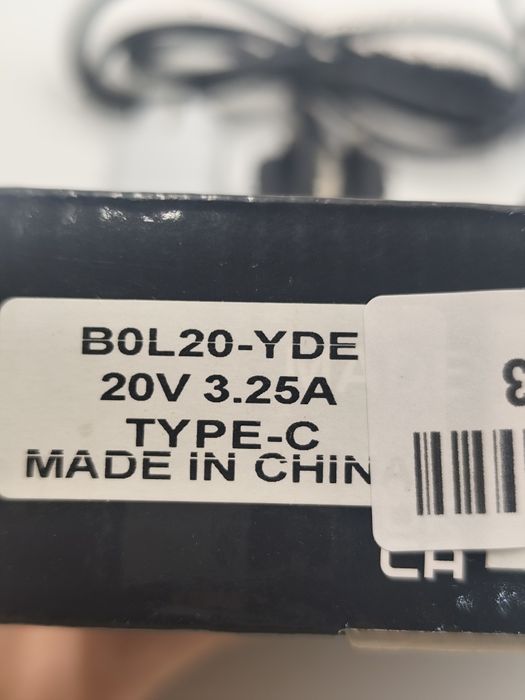 B0L20-YDE
20V 3.25A
TYPE-C
MADE IN CHIN